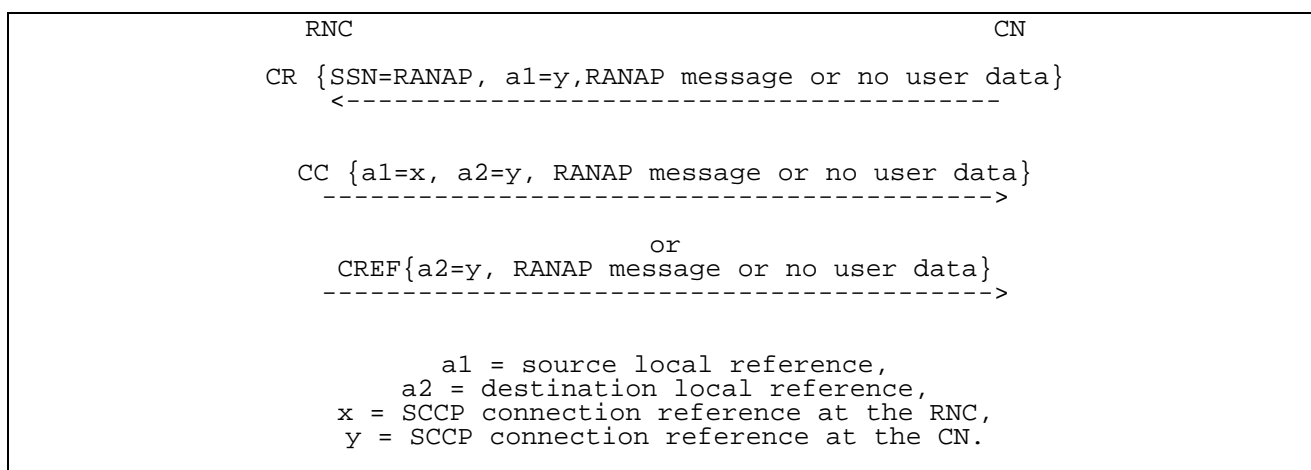 RNC CN
CR {SSN=RANAP, a1=y,RANAP message or no user data}
<-----------------------------------------
CC {a1=x, a2=y, RANAP message or no user data}
------------------------------------------>
or
CREF{a2=y, RANAP message or no user data}
------------------------------------------>
a1 = source local reference,
a2 = destination local reference,
x = SCCP connection reference at the RNC,
y = SCCP connection reference at the CN.